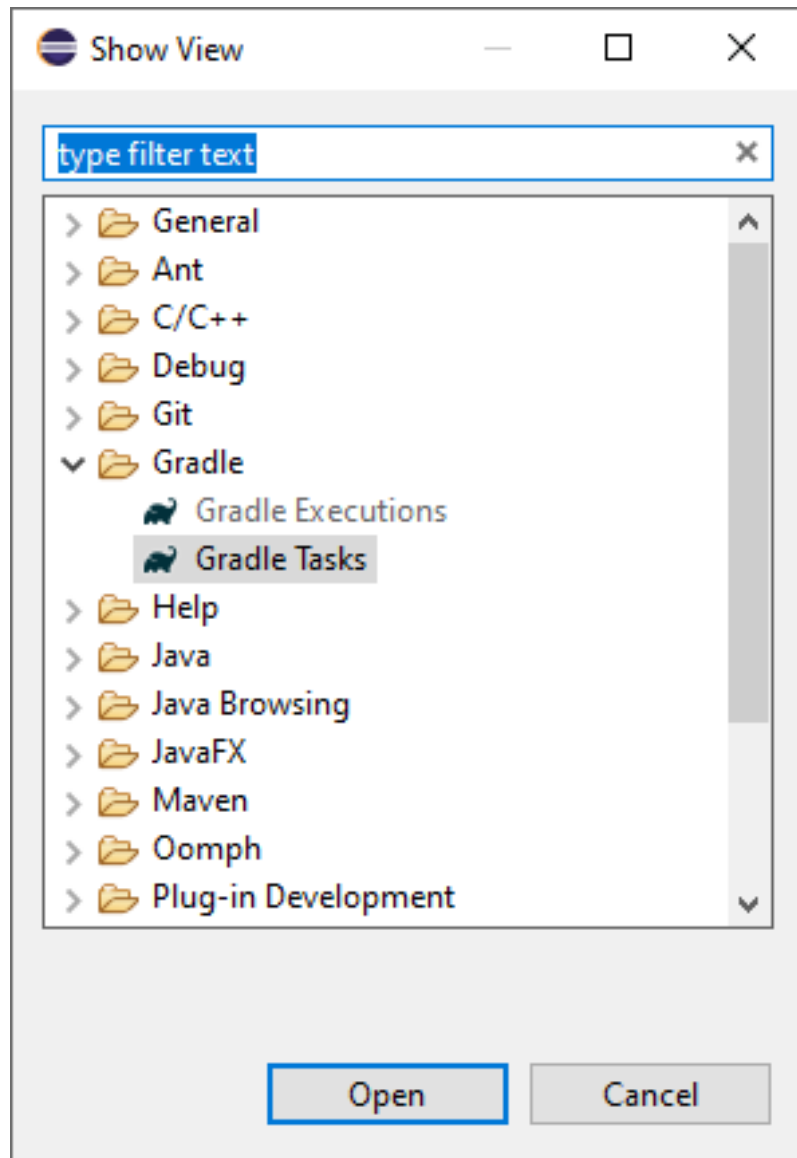 Show View
type filter text
General
Ant
C/C++
Debug
Git
Gradle
Gradle Executions
Gradle Tasks
Help
Java
Java Browsing
JavaFX
Maven
Oomph
Plug-in Development
Open
Cancel